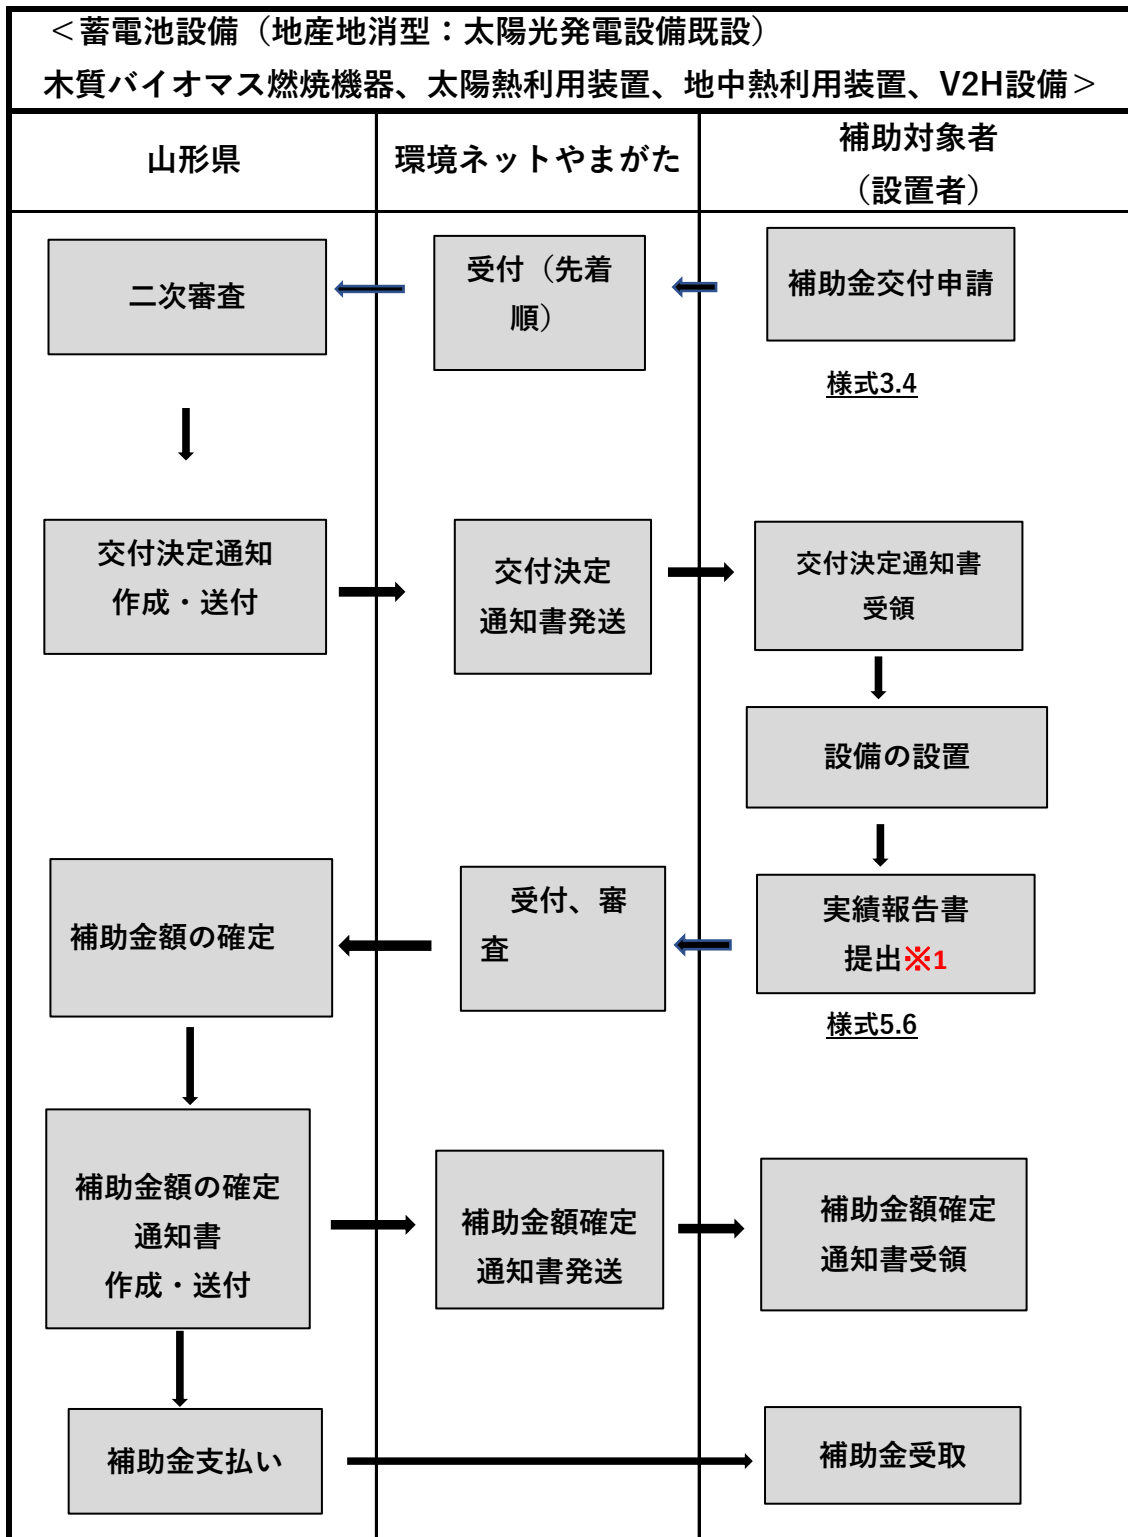 ＜蓄電池設備（地産地消型：太陽光発電設備既設）
木質バイオマス燃焼機器、太陽熱利用装置、地中熱利用装置、V2H設備＞
山形県
環境ネットやまがた
補助対象者
（設置者）
二次審査
受付（先着
順）
補助金交付申請
様式3.4
交付決定通知
作成・送付
交付決定
通知書発送
交付決定通知書
受領
設備の設置
補助金額の確定
受付、審
査
実績報告書
提出※1
様式5.6
補助金額の確定
通知書
作成・送付
補助金額確定
通知書発送
補助金額確定
通知書受領
補助金支払い
補助金受取